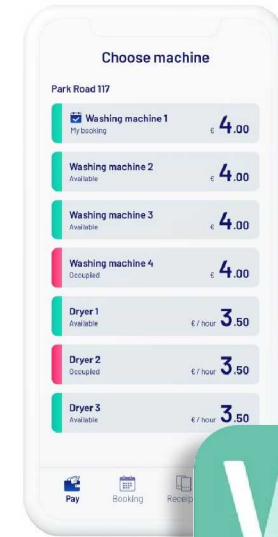 Choose machine
Park Road 117
Washing machine 1
My booking
€ 4.00
Washing machine 2
Available
€ 4.00
Washing machine 3
Available
€ 4.00
Washing machine 4
Occupied
€ 4.00
Dryer 1
Available
€ / hour 3.50
Dryer 2
Occupied
€ / hour 3.50
Dryer 3
Available
€ / hour 3.50
Pay
Booking